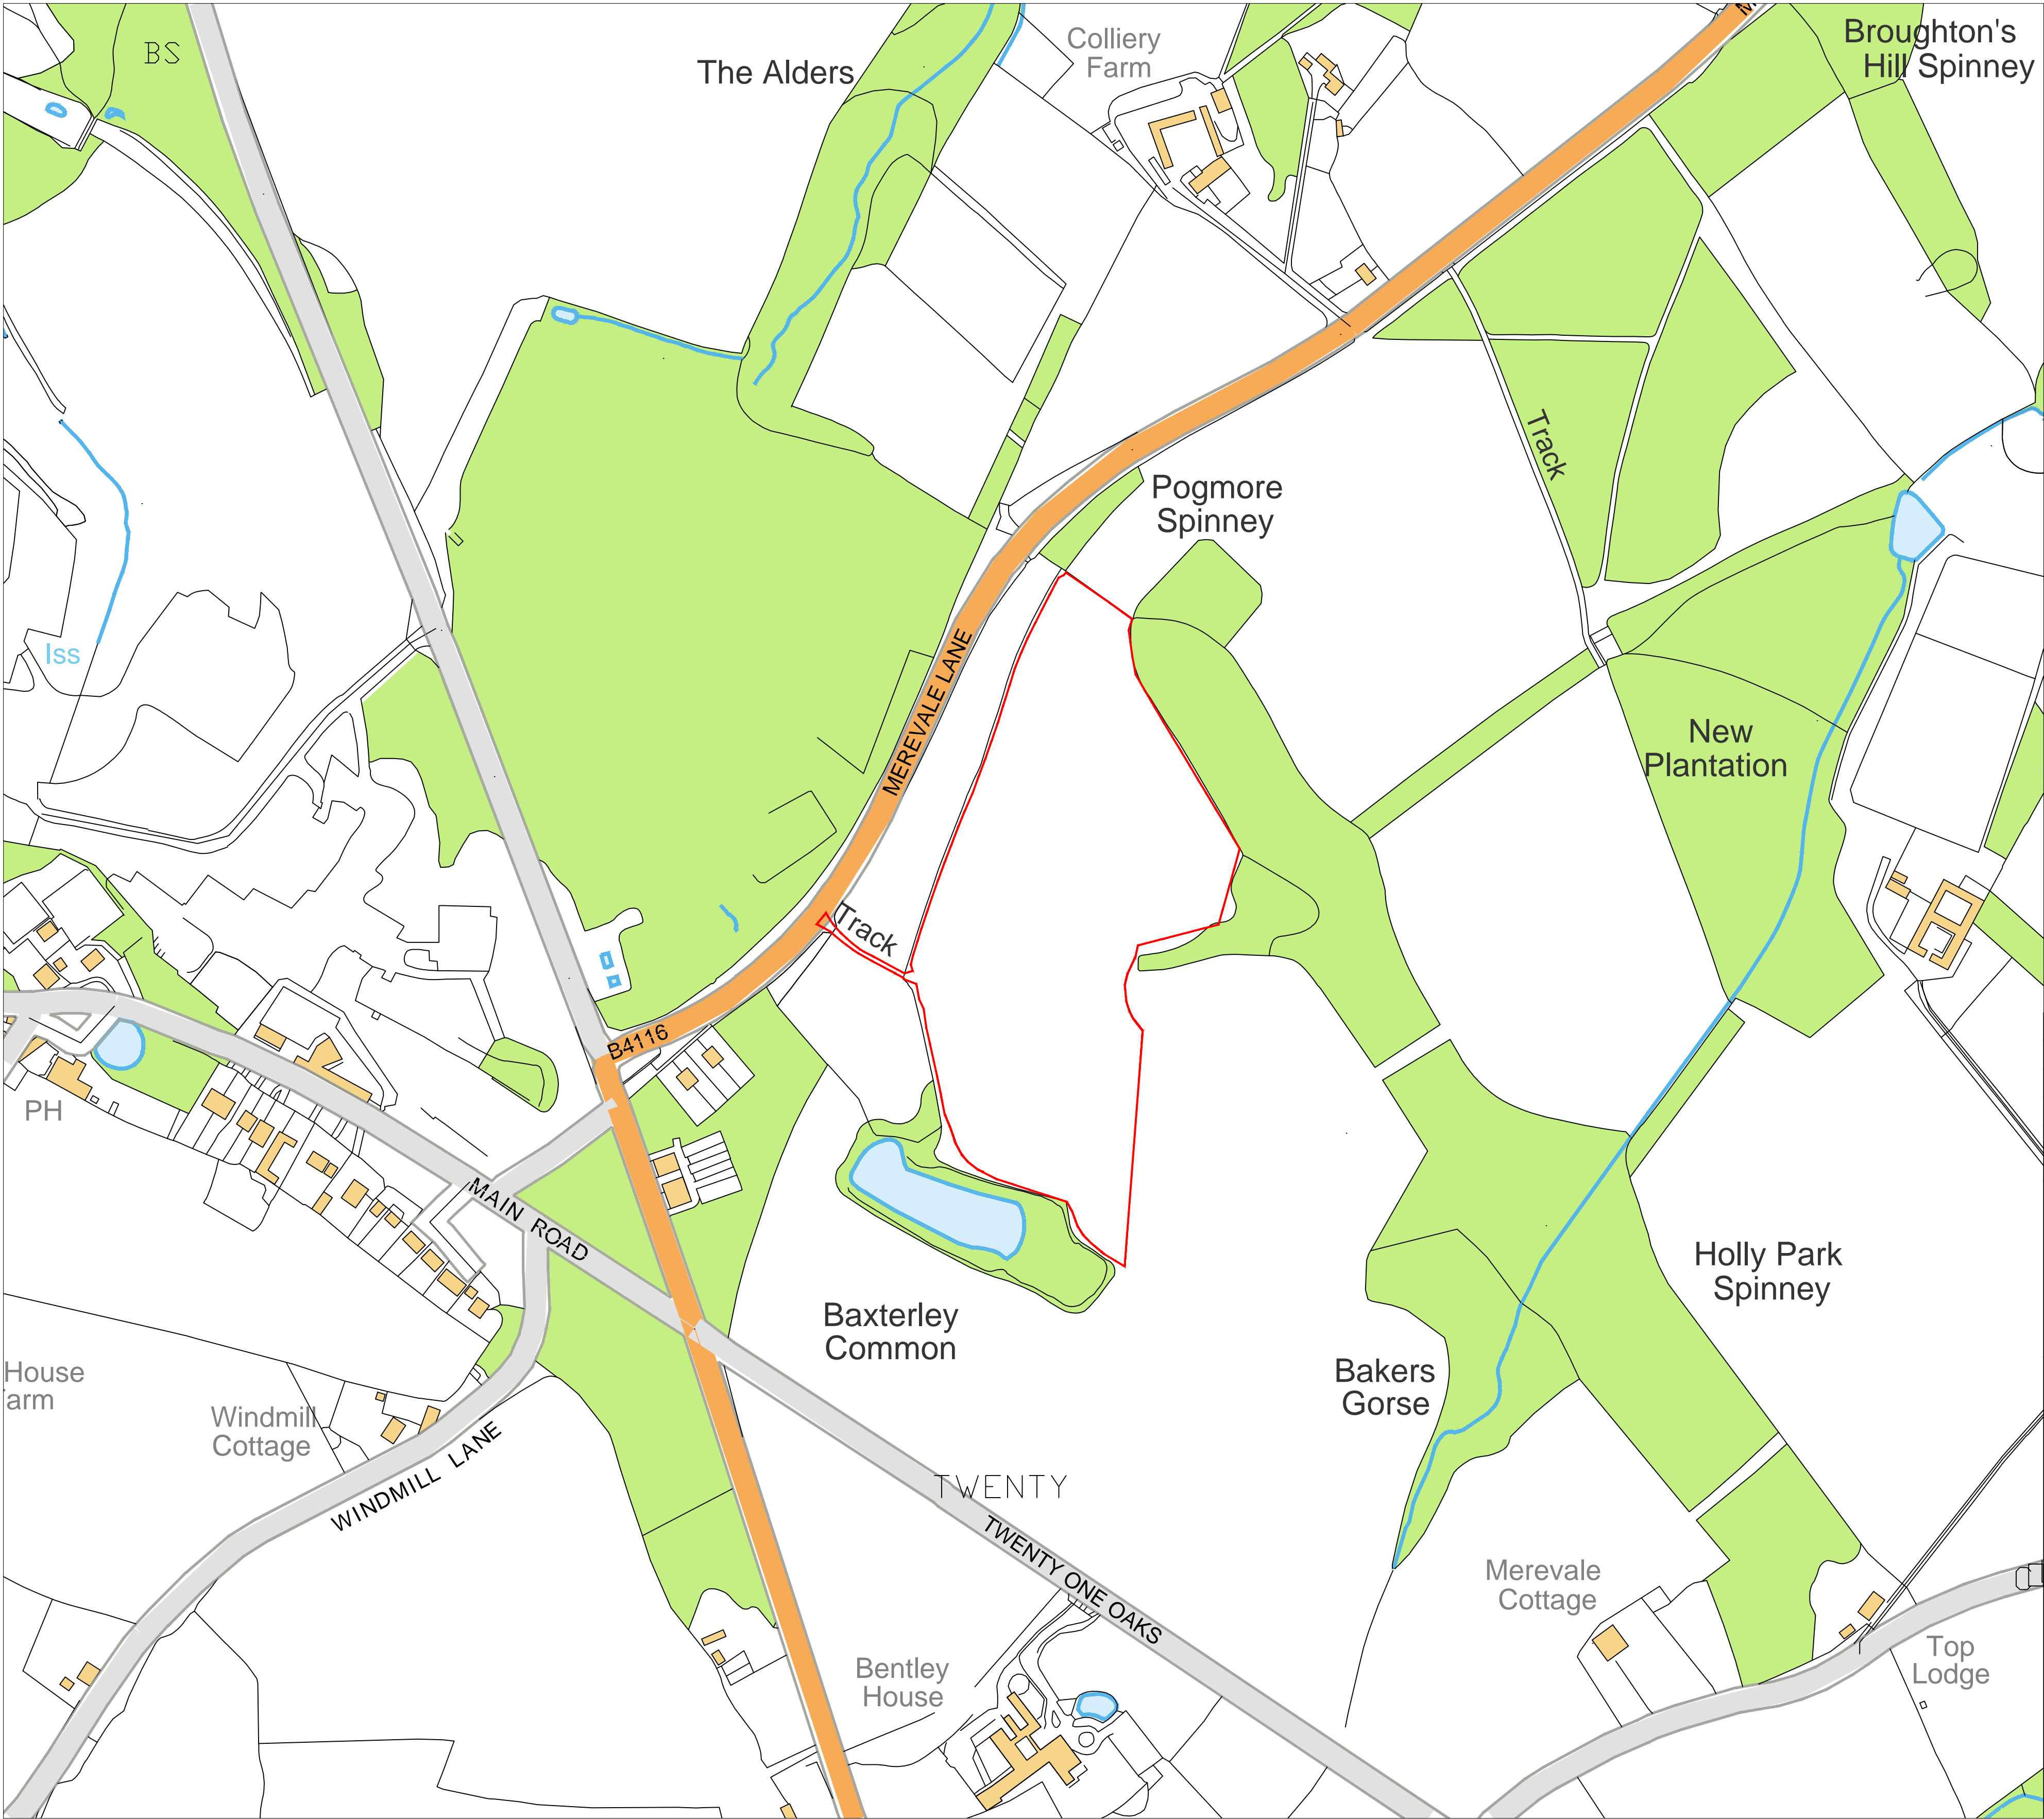 BS
The Alders
Colliery
Farm
M
Broughton's
Hill Spinney
Track
Pogmore
Spinney
Iss
MEREVALE LANE
New
Plantation
Track
B4116
PH
MAIN ROAD
Holly Park
Spinney
Baxterley
Common
House
arm
Windmill
Cottage
WINDMILL LANE
Bakers
Gorse
TWENTY
TWENTY ONE OAKS
Merevale
Cottage
Bentley
House
Top
Lodge